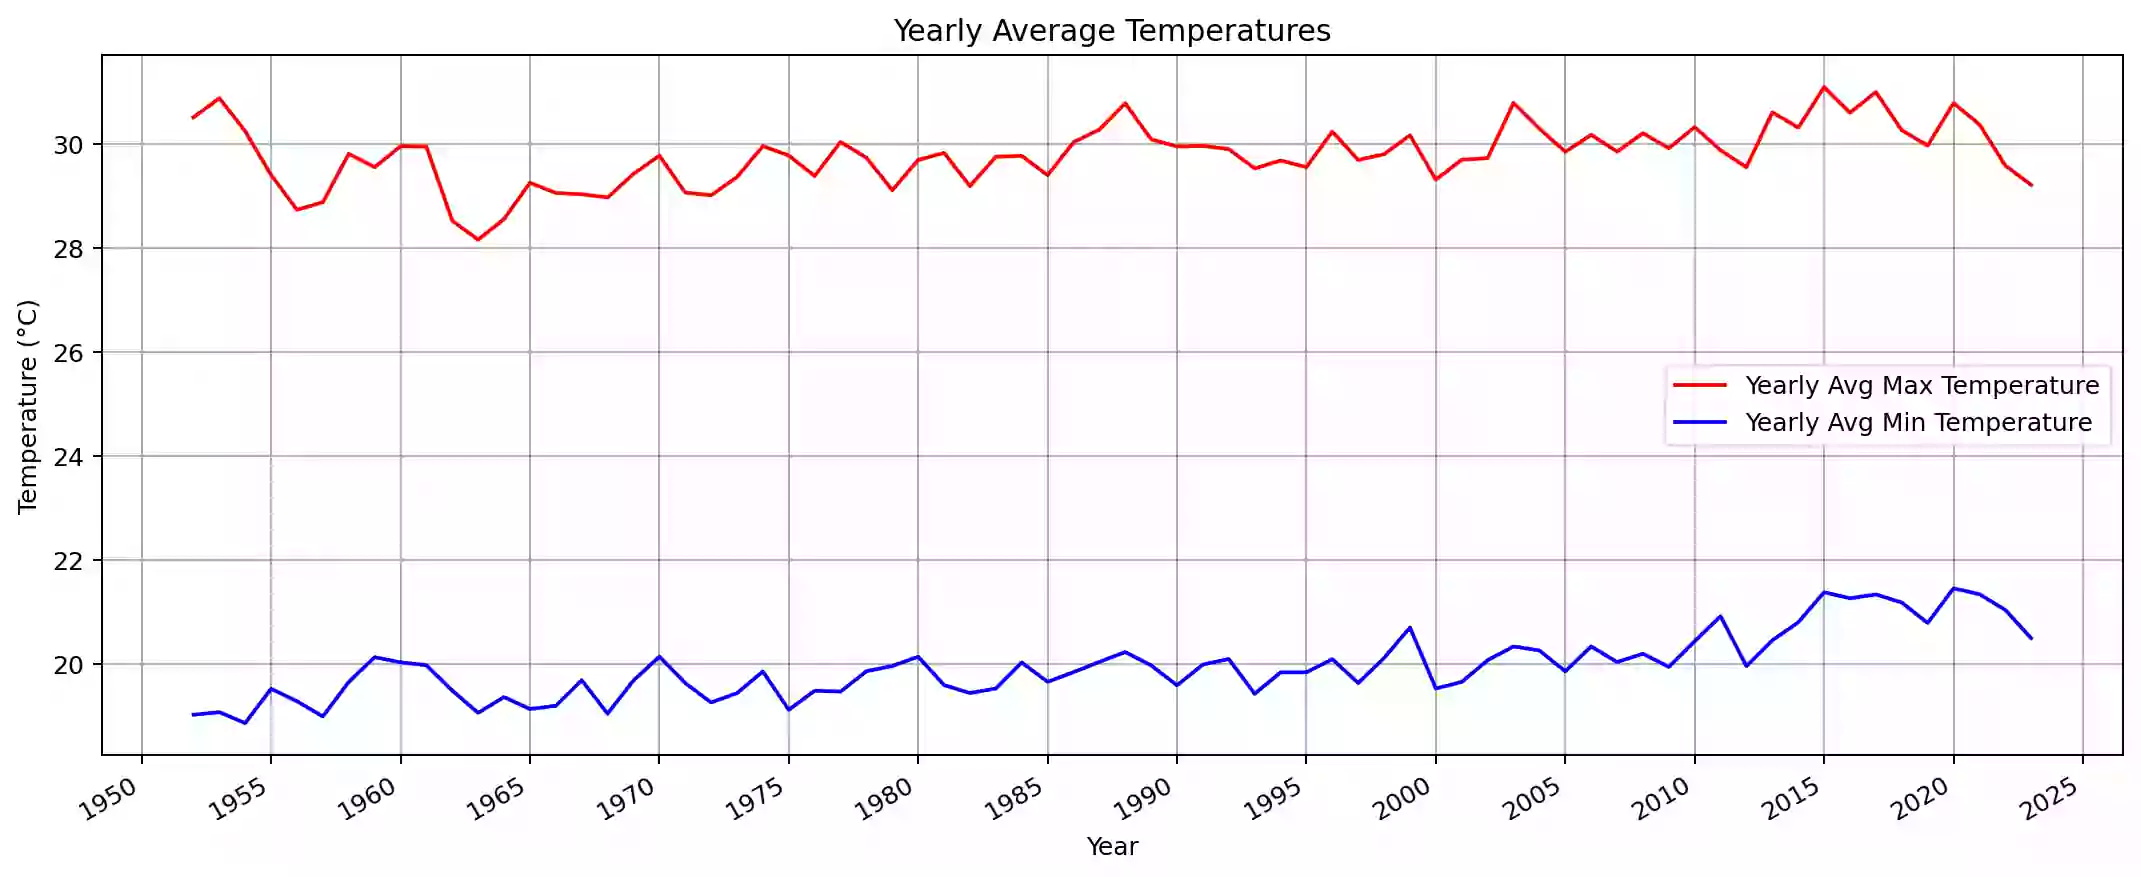 Yearly Average Temperatures
30
28
26
24
22
20
Temperature (°C)
Yearly Avg Max Temperature
Yearly Avg Min Temperature
1950 1955 1960 1965 1970 1975 1980 1985 1990 1995 2000 2005 2010 2015 2020 2025
Year